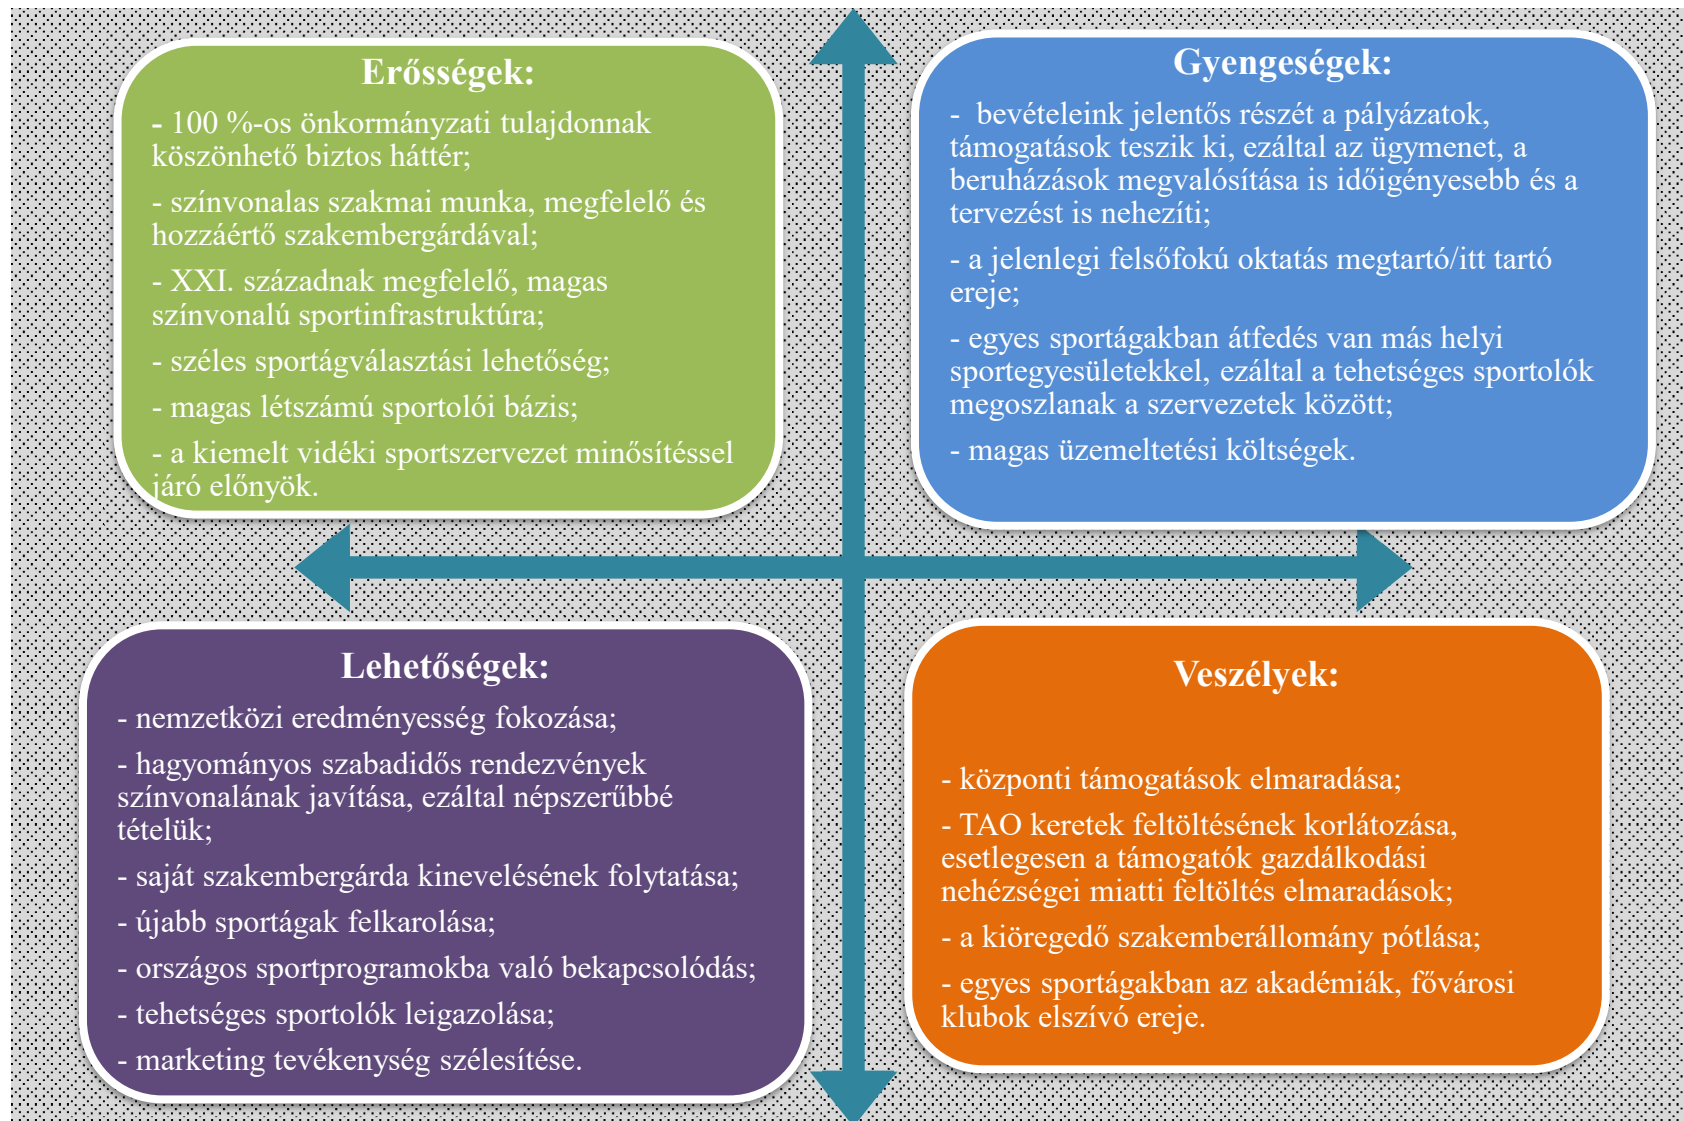 Erősségek:
- 100 %-os önkormányzati tulajdonnak
köszönhető biztos háttér;
- színvonalas szakmai munka, megfelelő és
hozzáértő szakembergárdával;
- XXI. századnak megfelelő, magas
színvonalú sportinfrastruktúra;
- széles sportágválasztási lehetőség;
- magas létszámú sportolói bázis;
- a kiemelt vidéki sportszervezet minősítéssel
járó előnyök.
Gyengeségek:
- bevételeink jelentős részét a pályázatok,
támogatások teszik ki, ezáltal az ügymenet, a
beruházások megvalósítása is időigényesebb és a
tervezést is nehezíti;
- a jelenlegi felsőfokú oktatás megtartó/itt tartó
ereje;
- egyes sportágakban átfedés van más helyi
sportegyesületekkel, ezáltal a tehetséges sportolók
megoszlanak a szervezetek között;
- magas üzemeltetési költségek.
Lehetőségek:
- nemzetközi eredményesség fokozása;
- hagyományos szabadidős rendezvények
színvonalának javítása, ezáltal népszerűbbé
tételük;
- saját szakembergárda kinevelésének folytatása;
- újabb sportágak felkarolása;
- országos sportprogramokba való bekapcsolódás;
- tehetséges sportolók leigazolása;
- marketing tevékenység szélesítése.
Veszélyek:
- központi támogatások elmaradása;
- TAO keretek feltöltésének korlátozása,
esetlegesen a támogatók gazdálkodási
nehézségei miatti feltöltés elmaradások;
- a kiöregedő szakemberállomány pótlása;
- egyes sportágakban az akadémiák, fővárosi
klubok elszívó ereje.